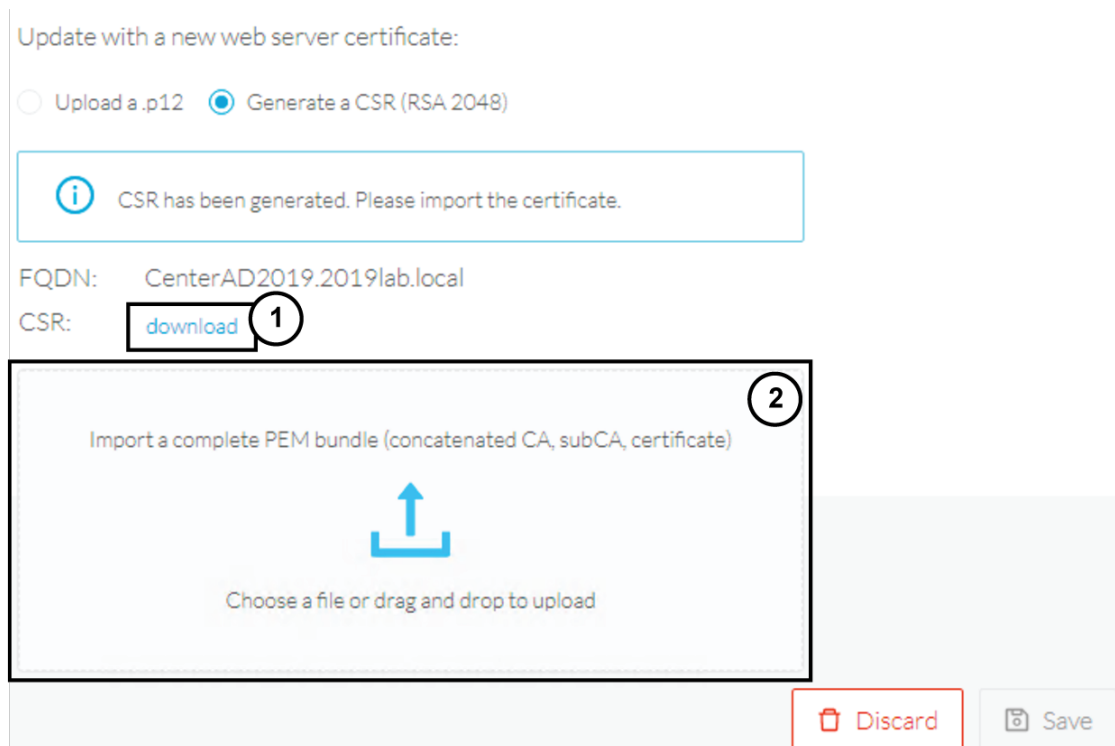 Update with a new web server certificate:
Upload a .p12 Generate a CSR (RSA 2048)
CSR has been generated. Please import the certificate.
FQDN: CenterAD2019.2019lab.local
CSR: download 1
2
Import a complete PEM bundle (concatenated CA, subCA, certificate)
Choose a file or drag and drop to upload
Discard Save